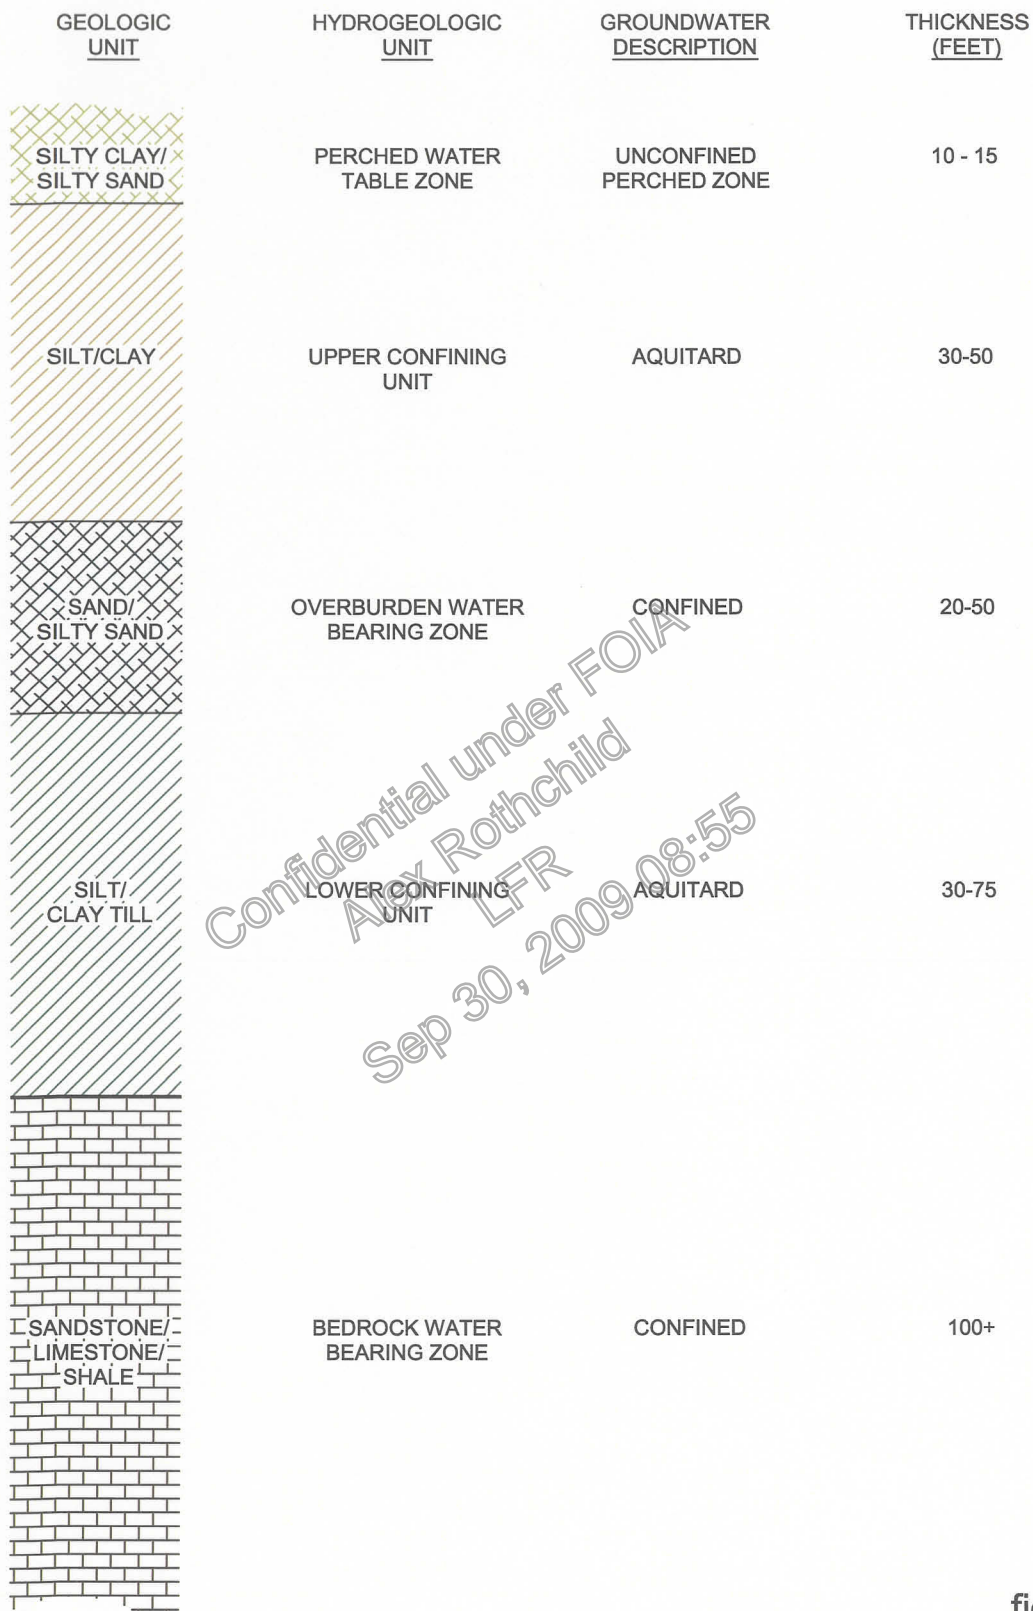 GEOLOGIC UNIT
HYDROGEOLOGIC UNIT
GROUNDWATER DESCRIPTION
THICKNESS (FEET)
SILTY CLAY/
SILTY SAND
PERCHED WATER
TABLE ZONE
UNCONFINED
PERCHED ZONE
10 - 15
SILT/CLAY
UPPER CONFINING
UNIT
AQUITARD
30-50
SAND/
SILTY SAND
OVERBURDEN WATER
BEARING ZONE
CONFINED
20-50
SILT/
CLAY TILL
LOWER CONFINING
UNIT
AQUITARD
30-75
SANDSTONE/
LIMESTONE/
SHALE
BEDROCK WATER
BEARING ZONE
CONFINED
100+
Confidential under FOIA
Alex Rothchild
LFR
Sep 30, 2009 08:55